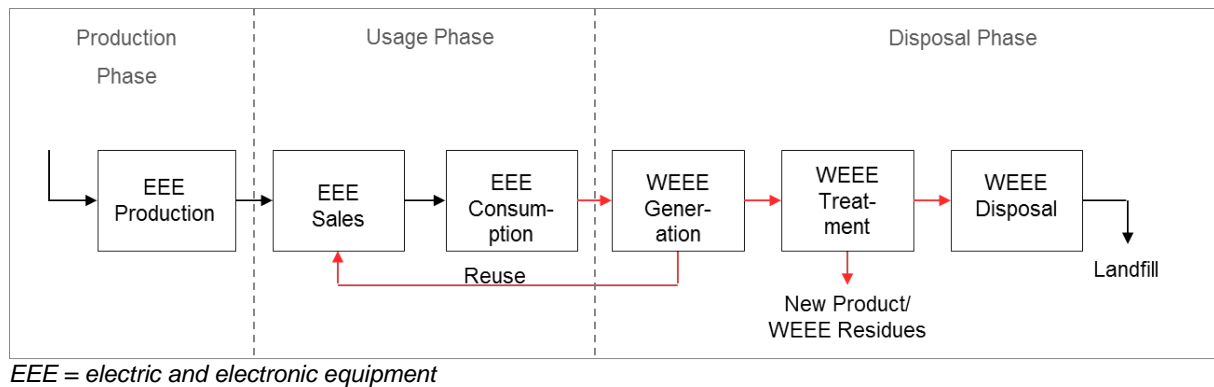 Production
Phase
Usage Phase
Disposal Phase
EEE
Production
EEE
Sales
EEE
Consum-
ption
WEEE
Gener-
ation
WEEE
Treat-
ment
WEEE
Disposal
Reuse
New Product/
WEEE Residues
Landfill
EEE = electric and electronic equipment